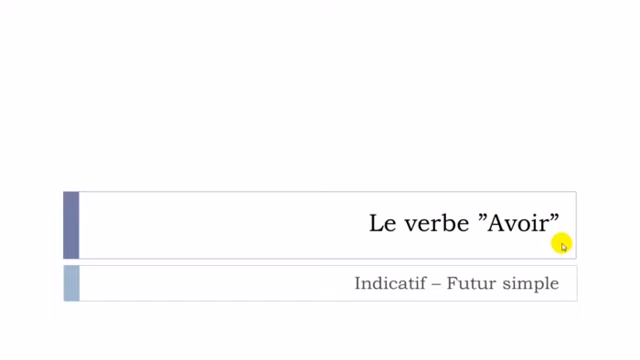 Le verbe ”Avoir”
Indicatif – Futur simple